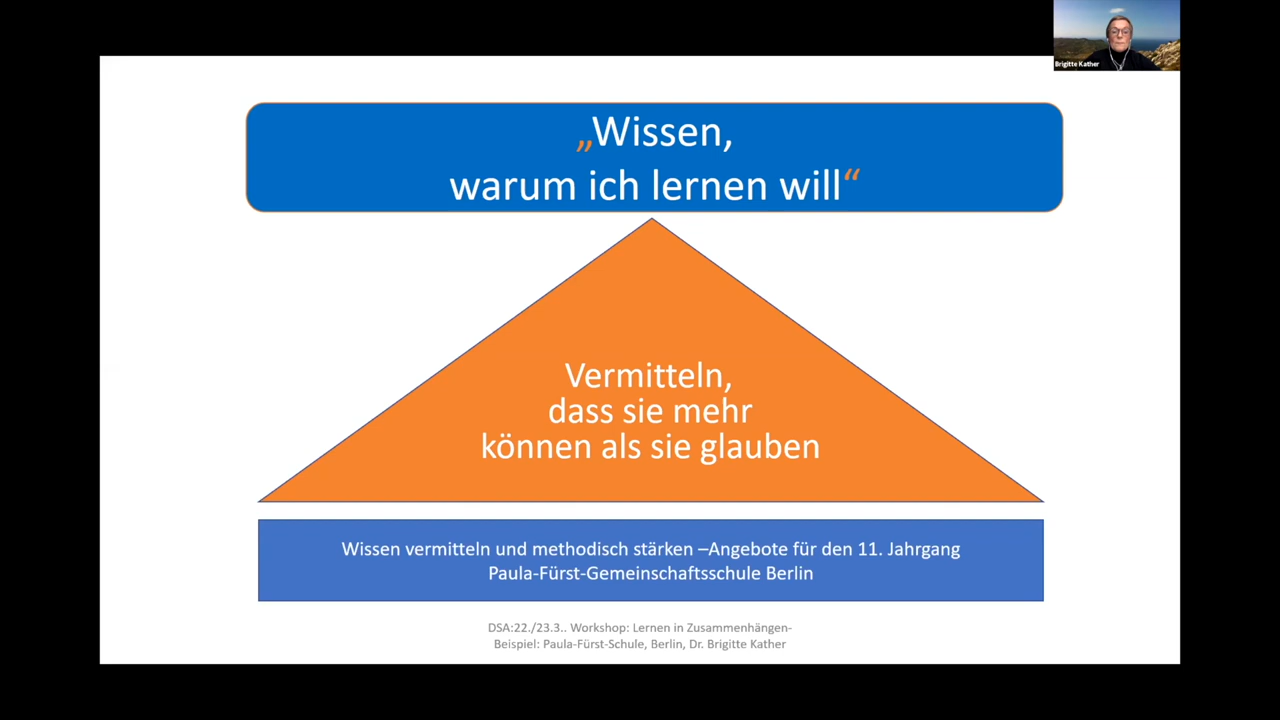 Brigitte Kather
„Wissen,
warum ich lernen will“
Vermitteln,
dass sie mehr
können als sie glauben
Wissen vermitteln und methodisch stärken –Angebote für den 11. Jahrgang
Paula-Fürst-Gemeinschaftsschule Berlin
DSA:22./23.3.. Workshop: Lernen in Zusammenhängen-
Beispiel: Paula-Fürst-Schule, Berlin, Dr. Brigitte Kather